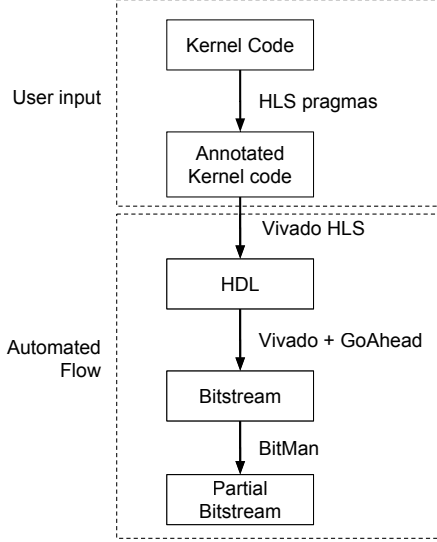 Kernel Code
User input
HLS pragmas
Annotated
Kernel code
Vivado HLS
HDL
Vivado + GoAhead
Automated
Flow
Bitstream
BitMan
Partial
Bitstream